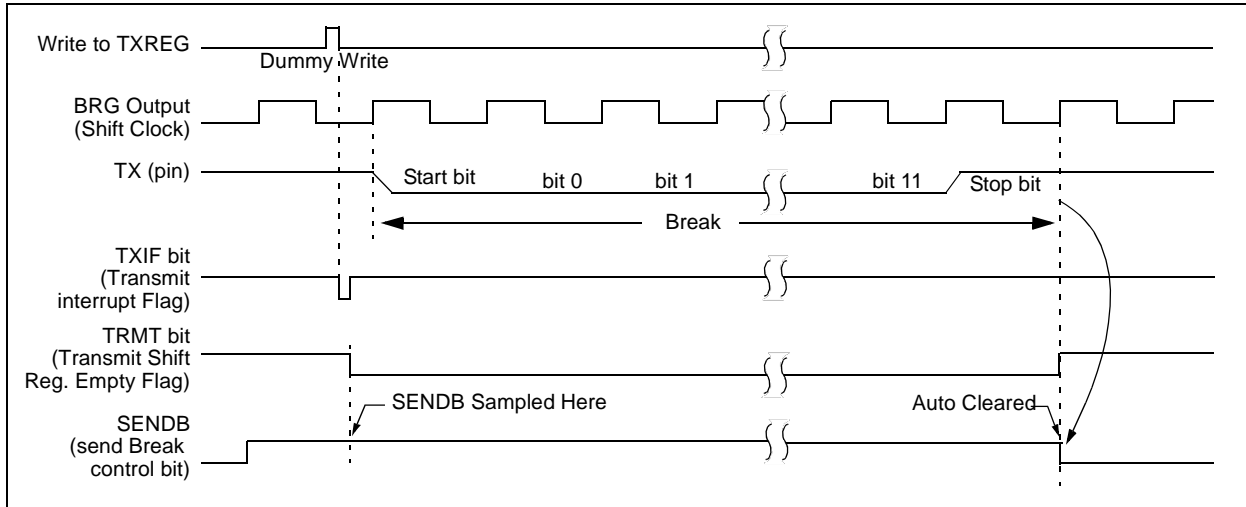 Write to TXREG
Dummy Write
BRG Output
(Shift Clock)
TX (pin)
Start bit
bit 0
bit 1
bit 11
Stop bit
Break
TXIF bit
(Transmit
interrupt Flag)
TRMT bit
(Transmit Shift
Reg. Empty Flag)
SENDB Sampled Here
Auto Cleared
SENDB
(send Break
control bit)